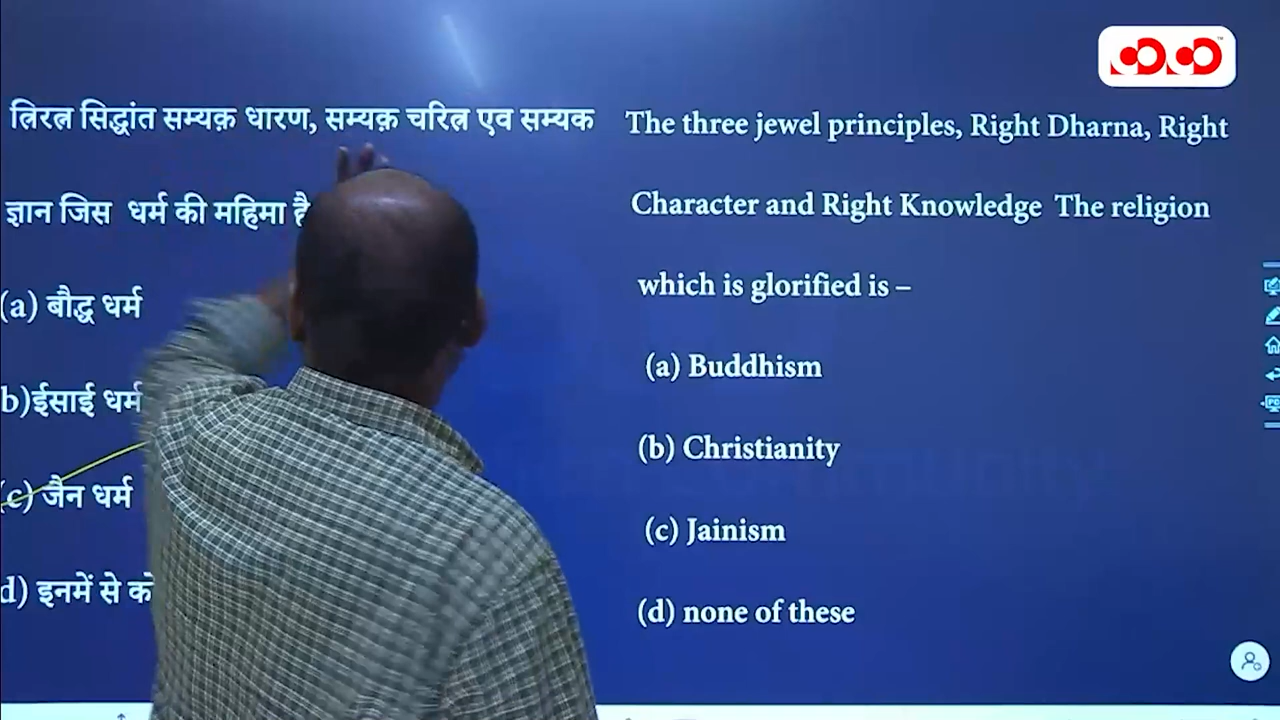 त्रिरत्न सिद्धांत सम्यक़ धारण, सम्यक़ चरित्र एव सम्यक
ज्ञान जिस धर्म की महिमा है
(a) बौद्ध धर्म
b)ईसाई धर्म
(c) जैन धर्म
d) इनमें से
The three jewel principles, Right Dharna, Right
Character and Right Knowledge The religion
which is glorified is –
(a) Buddhism
(b) Christianity
(c) Jainism
(d) none of these